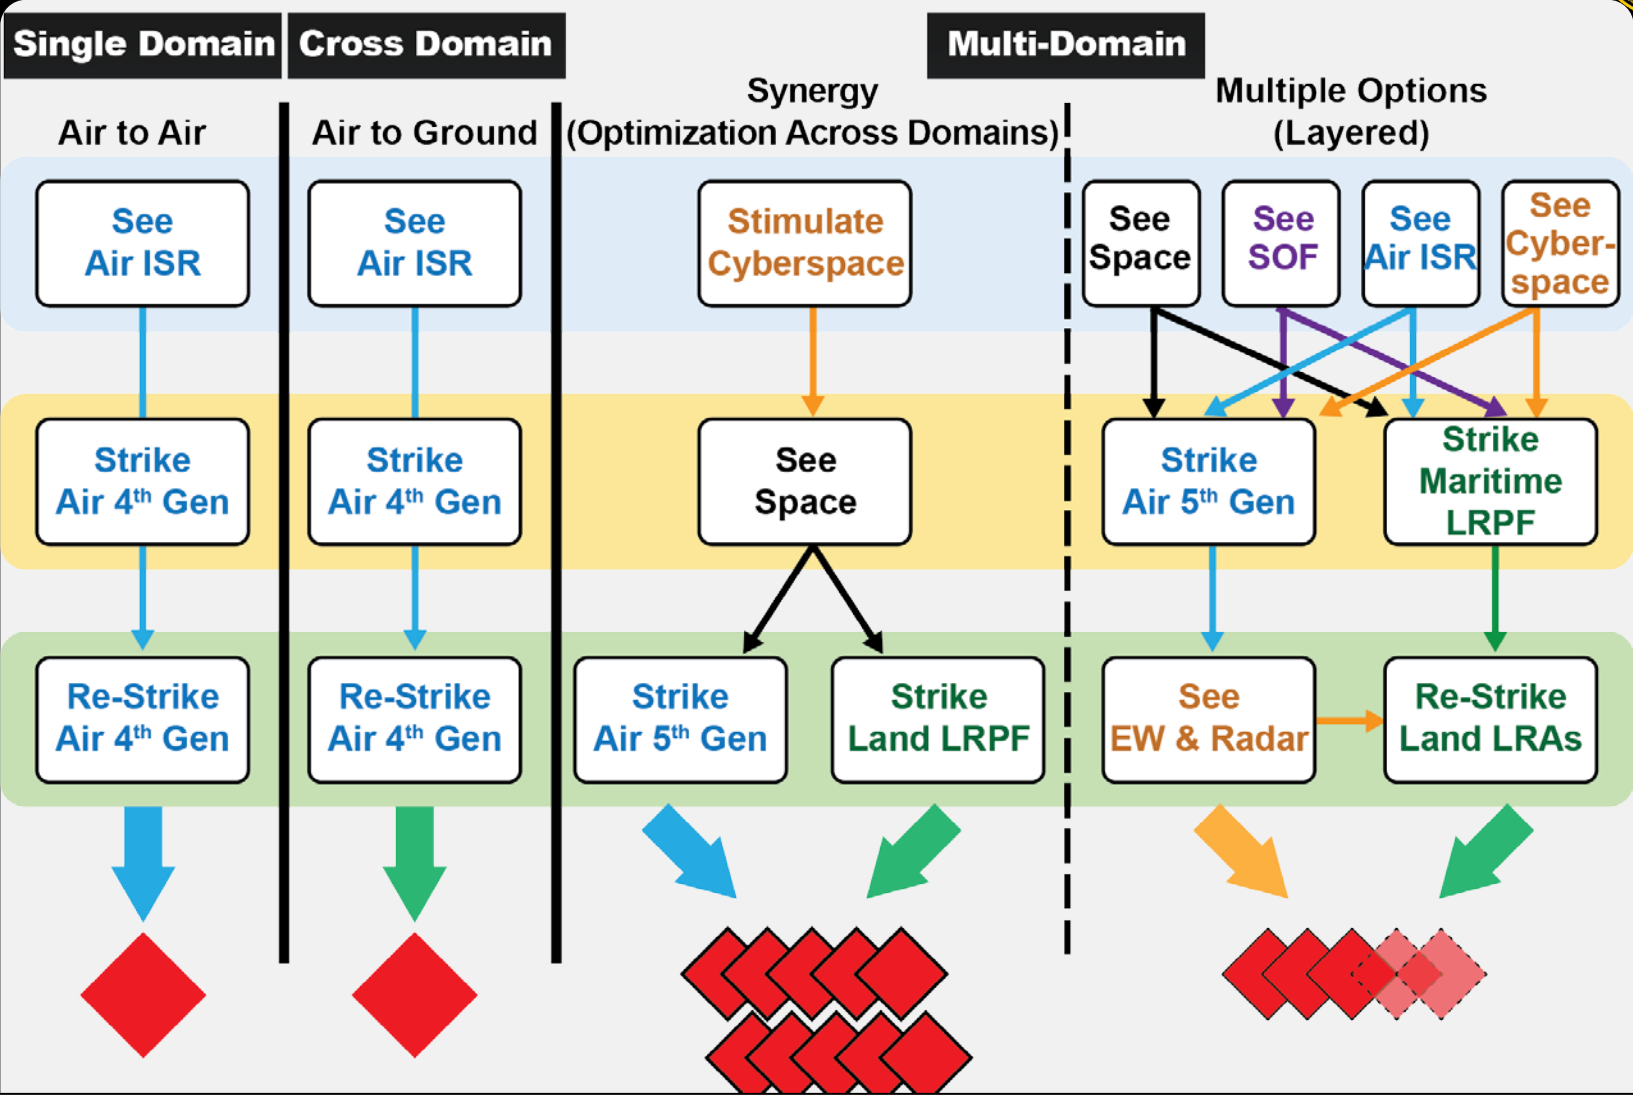 Single Domain
Cross Domain
Multi-Domain
Air to Air
Air to Ground
Synergy
(Optimization Across Domains)
Multiple Options
(Layered)
See
Air ISR
See
Air ISR
Stimulate
Cyberspace
See
Space
See
SOF
See
Air ISR
See
Cyber-
space
Strike
Air 4th Gen
Strike
Air 4th Gen
See
Space
Strike
Air 5th Gen
Strike
Maritime
LRPF
Re-Strike
Air 4th Gen
Re-Strike
Air 4th Gen
Strike
Air 5th Gen
Strike
Land LRPF
See
EW & Radar
Re-Strike
Land LRAs